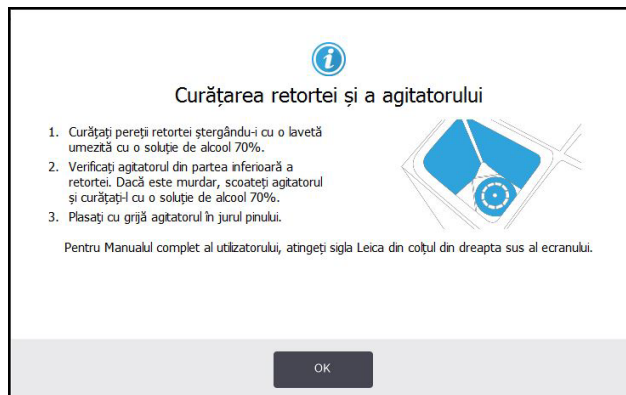 Curățarea retortei și a agitatorului
1. Curățați pereții retortei ștergându-i cu o lavetă
umezită cu o soluție de alcool 70%.
2. Verificați agitatorul din partea inferioară a
retortei. Dacă este murdar, scoateți agitatorul
și curățați-l cu o soluție de alcool 70%.
3. Plasați cu grijă agitatorul în jurul pinului.
Pentru Manualul complet al utilizatorului, atingeți sigla Leica din colțul din dreapta sus al ecranului.
OK